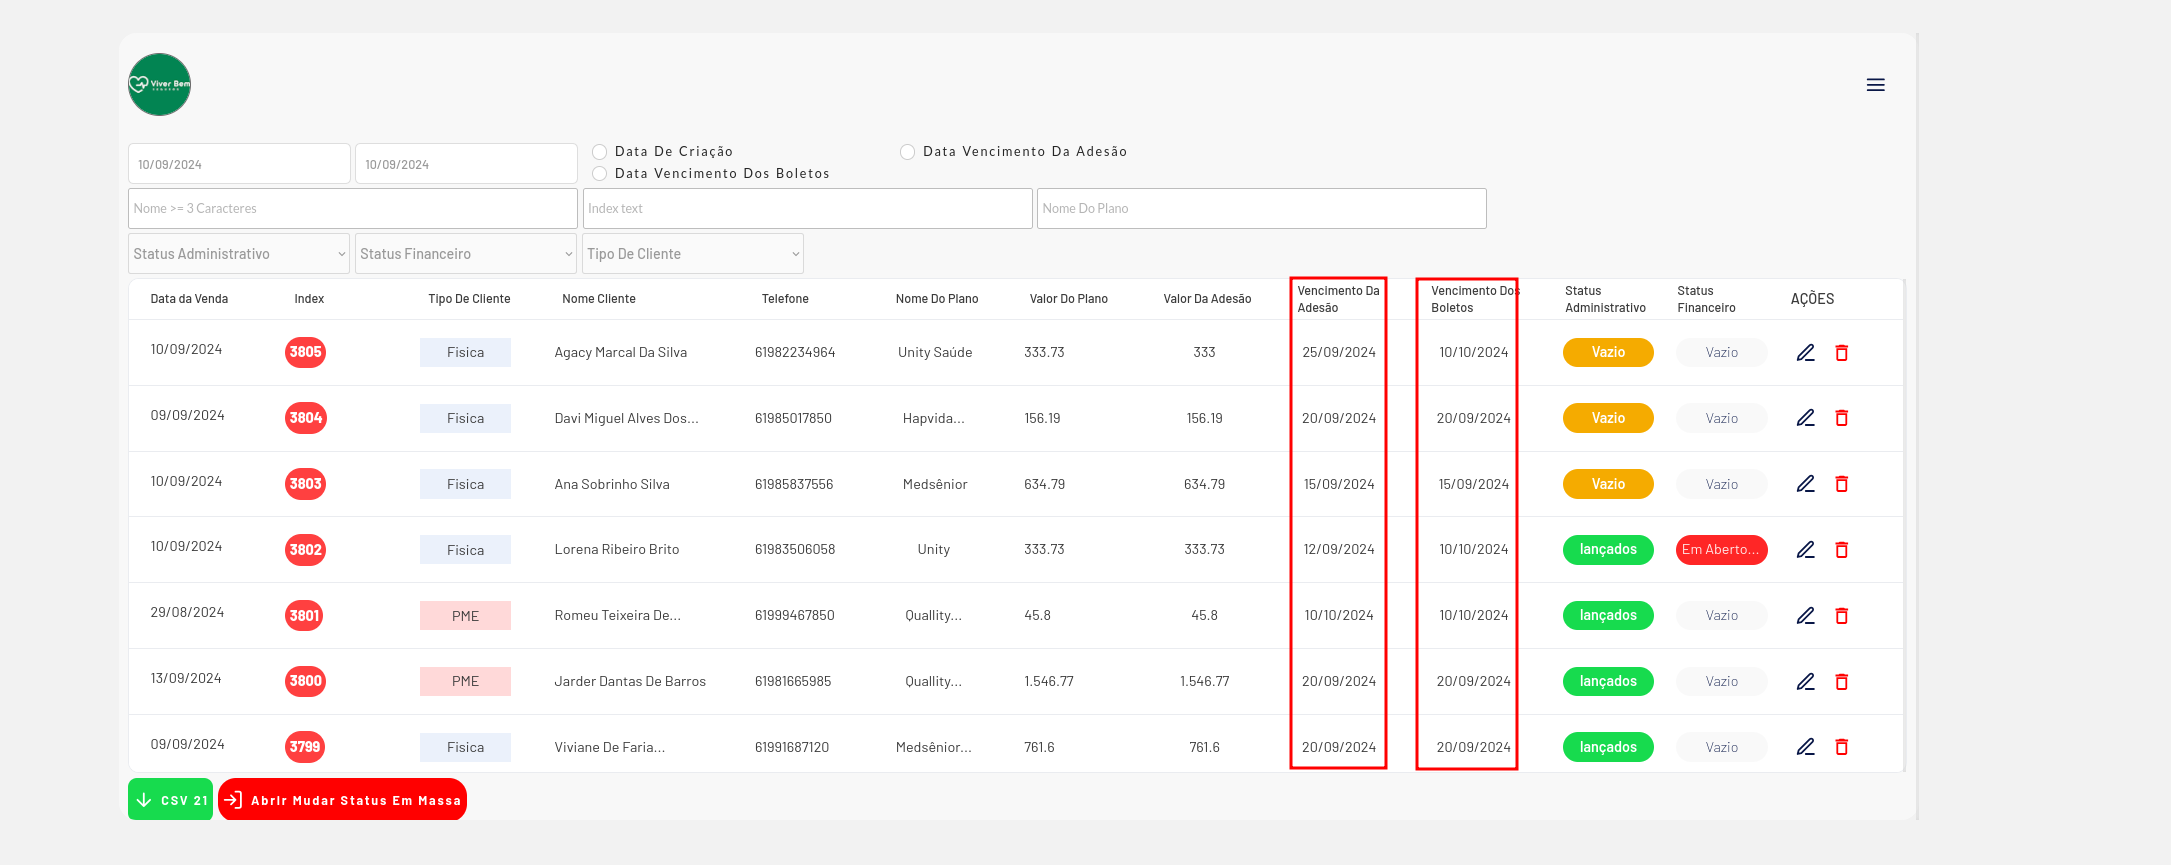 Viver Bem
10/09/2024 10/09/2024 Data De Criação Data Vencimento Da Adesão
Data Vencimento Dos Boletos
Nome >= 3 Caracteres Index text Nome Do Plano
Status Administrativo Status Financeiro Tipo De Cliente
Data da Venda Index Tipo De Cliente Nome Cliente Telefone Nome Do Plano Valor Do Plano Valor Da Adesão Vencimento Da Adesão Vencimento Dos Boletos Status Administrativo Status Financeiro AÇÕES
10/09/2024 3805 Fisica Agacy Marcal Da Silva 61982234964 Unity Saúde 333.73 333 25/09/2024 10/10/2024 Vazio Vazio
09/09/2024 3804 Fisica Davi Miguel Alves Dos... 61985017850 Hapvida... 156.19 156.19 20/09/2024 20/09/2024 Vazio Vazio
10/09/2024 3803 Fisica Ana Sobrinho Silva 61985837556 Medsênior 634.79 634.79 15/09/2024 15/09/2024 Vazio Vazio
10/09/2024 3802 Fisica Lorena Ribeiro Brito 61983506058 Unity 333.73 333.73 12/09/2024 10/10/2024 lançados Em Aberto...
29/08/2024 3801 PME Romeu Teixeira De... 61999467850 Quallity... 45.8 45.8 10/10/2024 10/10/2024 lançados Vazio
13/09/2024 3800 PME Jarder Dantas De Barros 61981665985 Quallity... 1.546.77 1.546.77 20/09/2024 20/09/2024 lançados Vazio
09/09/2024 3799 Fisica Viviane De Faria... 61991687120 Medsênior... 761.6 761.6 20/09/2024 20/09/2024 lançados Vazio
CSV 21 Abrir Mudar Status Em Massa